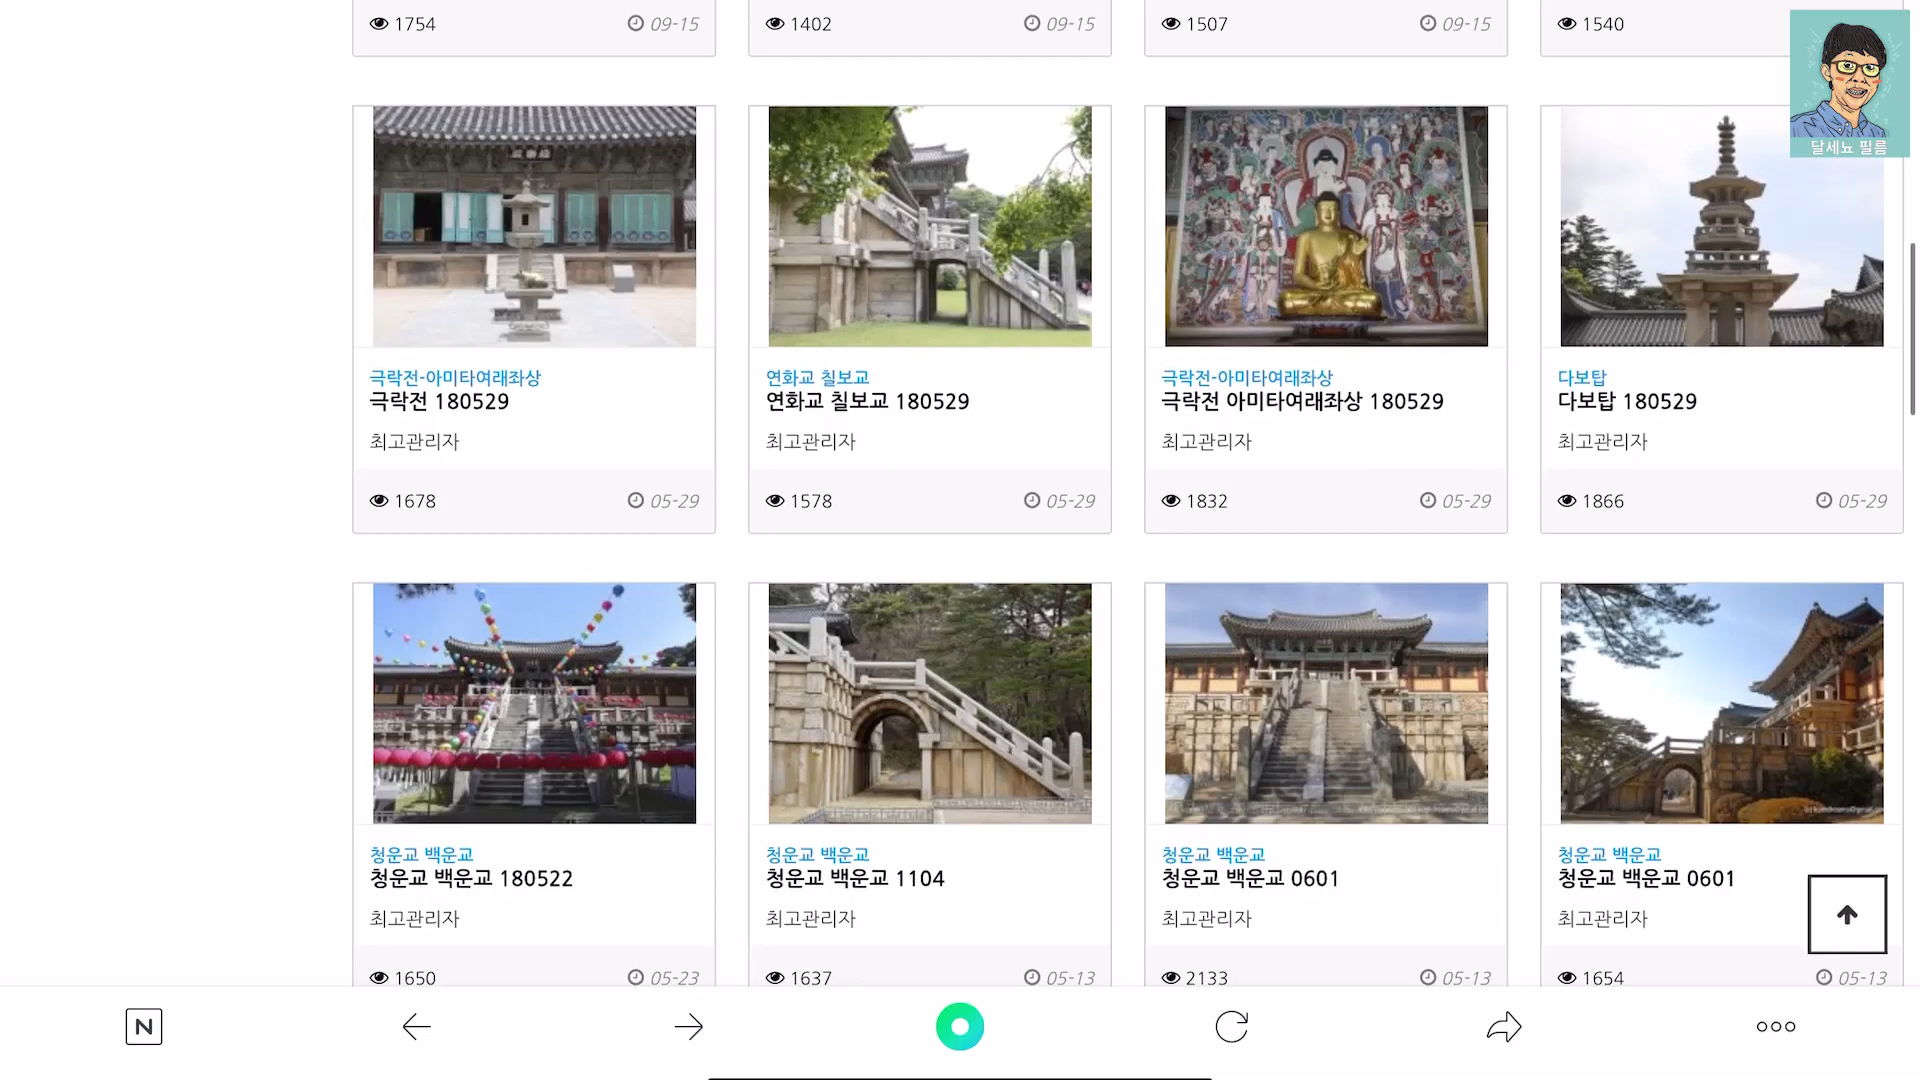 1754 09-15
1402 09-15
1507 09-15
1540
달세뇨 필름
극락전-아미타여래좌상
극락전 180529
최고관리자
1678 05-29
연화교 칠보교
연화교 칠보교 180529
최고관리자
1578 05-29
극락전-아미타여래좌상
극락전 아미타여래좌상 180529
최고관리자
1832 05-29
다보탑
다보탑 180529
최고관리자
1866 05-29
청운교 백운교
청운교 백운교 180522
최고관리자
1650 05-23
청운교 백운교
청운교 백운교 1104
최고관리자
1637 05-13
청운교 백운교
청운교 백운교 0601
최고관리자
2133 05-13
청운교 백운교
청운교 백운교 0601
최고관리자
1654 05-13
N